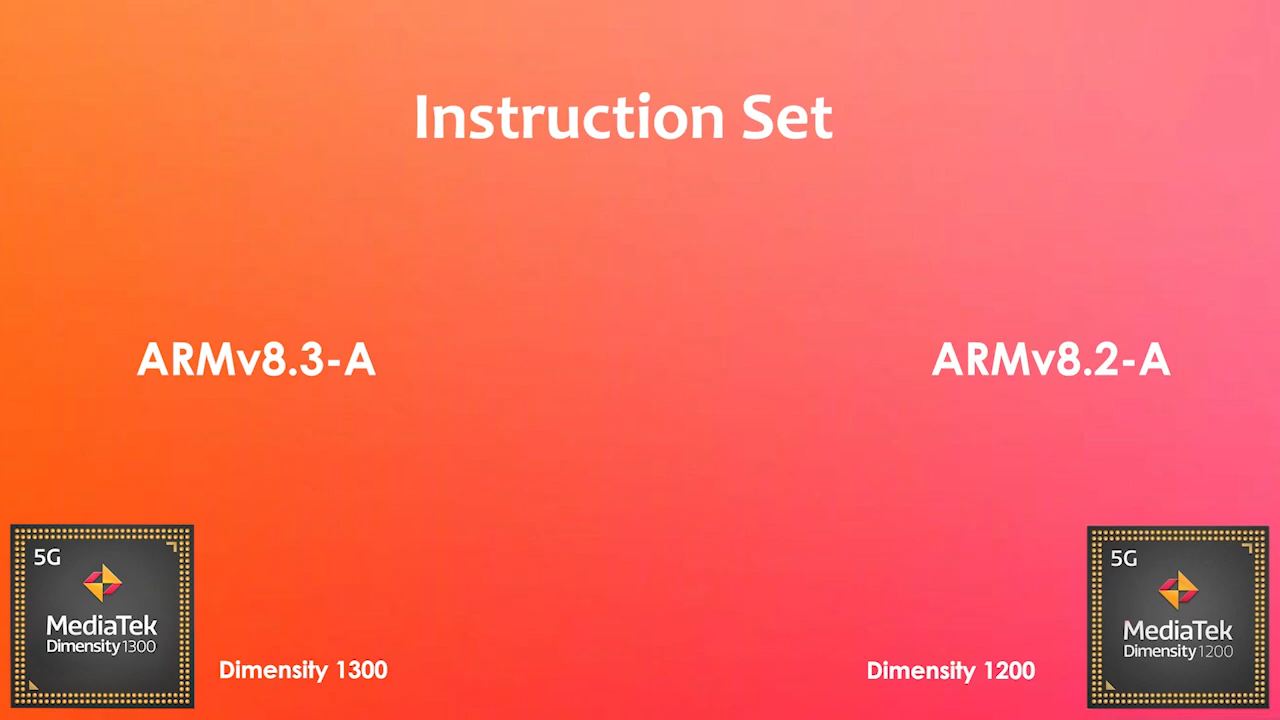 Instruction Set
ARMv8.3-A
ARMv8.2-A
5G
MediaTek
Dimensity 1300
Dimensity 1300
Dimensity 1200
5G
MediaTek
Dimensity 1200